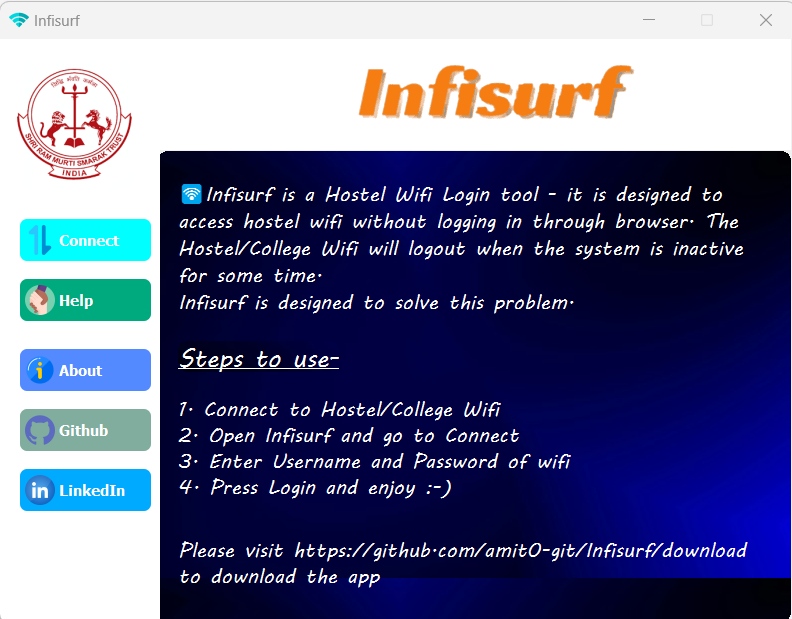 Infisurf
Infisurf
SHRI RAM MURTI SMARAK TRUST
INDIA
Connect
Help
About
Github
in LinkedIn
Infisurf is a Hostel Wifi Login tool - it is designed to
access hostel wifi without logging in through browser. The
Hostel/College Wifi will logout when the system is inactive
for some time.
Infisurf is designed to solve this problem.
Steps to use-
1. Connect to Hostel/College Wifi
2. Open Infisurf and go to Connect
3. Enter Username and Password of wifi
4. Press Login and enjoy :-)
Please visit https://github.com/amit0-git/Infisurf/download
to download the app